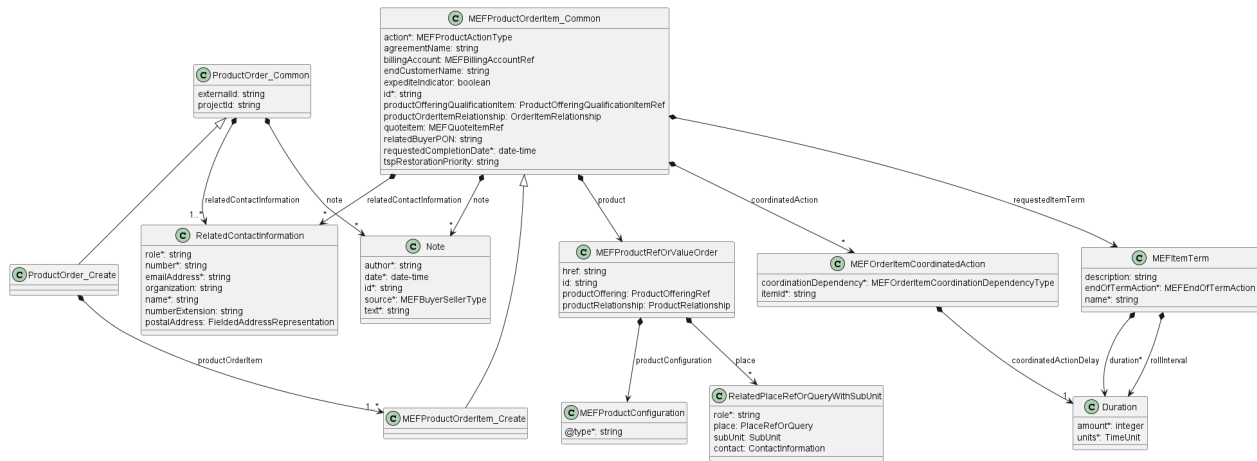 C MEFProductOrderItem_Common
action*: MEFProductActionType
agreementName: string
billingAccount: MEFBillingAccountRef
endCustomerName: string
expediteIndicator: boolean
id*: string
productOfferingQualificationItem: ProductOfferingQualificationItemRef
productOrderItemRelationship: OrderItemRelationship
quoteItem: MEFQuoteItemRef
relatedBuyerPON: string
requestedCompletionDate*: date-time
tspRestorationPriority: string
C ProductOrder_Common
externalId: string
projectId: string
relatedContactInformation
1..*
note
*
relatedContactInformation
*
note
*
product
coordinatedAction
*
requestedItemTerm
C RelatedContactInformation
role*: string
number*: string
emailAddress*: string
organization: string
name*: string
numberExtension: string
postalAddress: FieldedAddressRepresentation
C Note
author*: string
date*: date-time
id*: string
source*: MEFBuyerSellerType
text*: string
C MEFProductRefOrValueOrder
href: string
id: string
productOffering: ProductOfferingRef
productRelationship: ProductRelationship
C MEFOrderItemCoordinatedAction
coordinationDependency*: MEFOrderItemCoordinationDependencyType
itemId*: string
C MEFItemTerm
description: string
endOfTermAction*: MEFEndOfTermAction
name*: string
C ProductOrder_Create
productOrderItem
1..*
productConfiguration
place
*
coordinatedActionDelay
1
duration*
rollInterval
C MEFProductOrderItem_Create
C MEFProductConfiguration
@type*: string
C RelatedPlaceRefOrQueryWithSubUnit
role*: string
place: PlaceRefOrQuery
subUnit: SubUnit
contact: ContactInformation
C Duration
amount*: integer
units*: TimeUnit